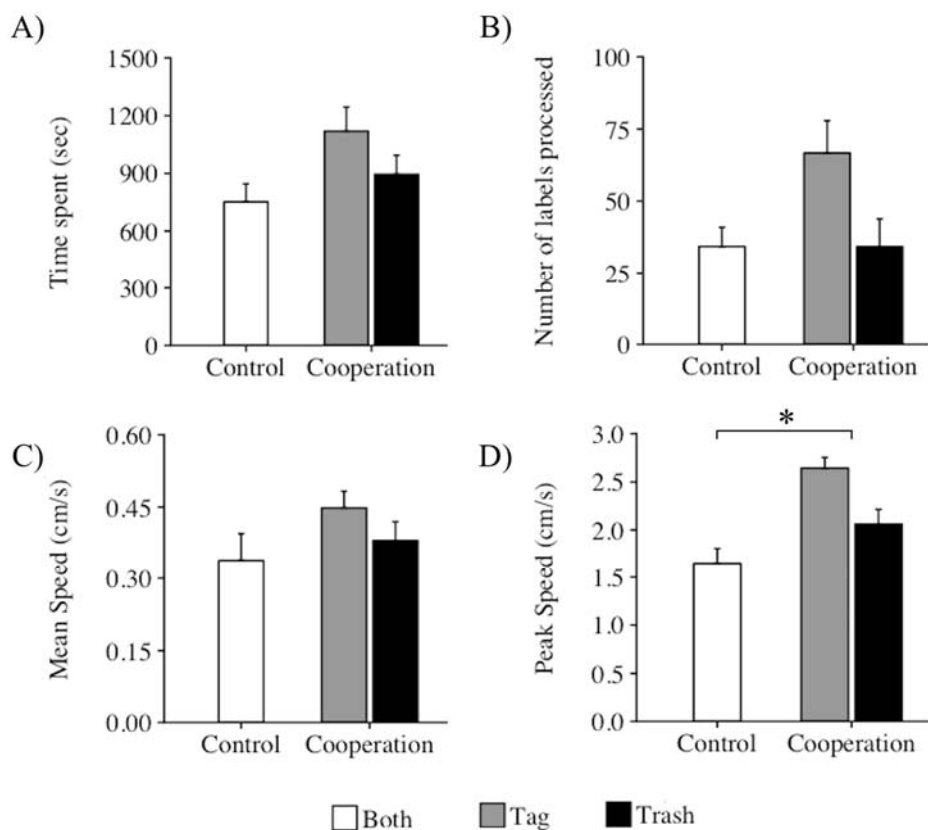 A)
Time spent (sec)
1500
1200
900
600
300
0
Control Cooperation
B)
Number of labels processed
100
75
50
25
0
Control Cooperation
C)
Mean Speed (cm/s)
0.60
0.45
0.30
0.15
0.00
Control Cooperation
D)
Peak Speed (cm/s)
3.0
2.5
2.0
1.5
1.0
0.5
0.0
*
Control Cooperation
Both Tag Trash